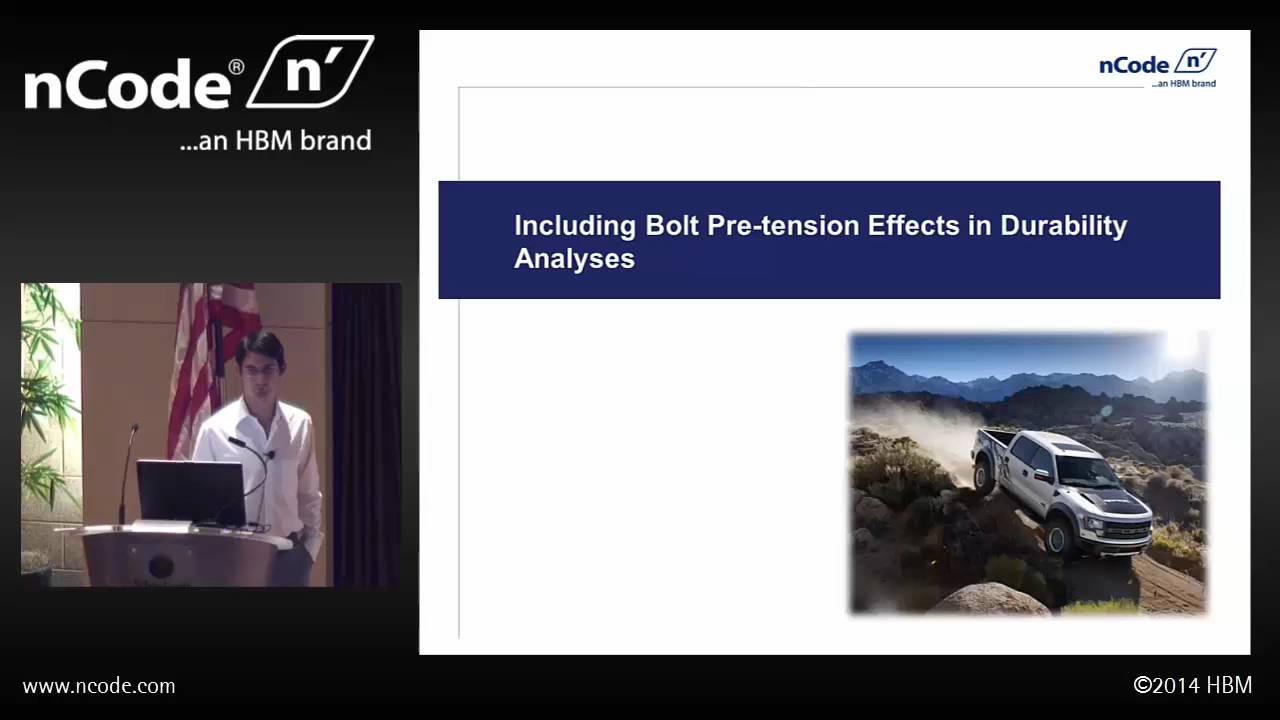 nCode® n'
...an HBM brand
nCode n'
...an HBM brand
Including Bolt Pre-tension Effects in Durability
Analyses
www.ncode.com
©2014 HBM